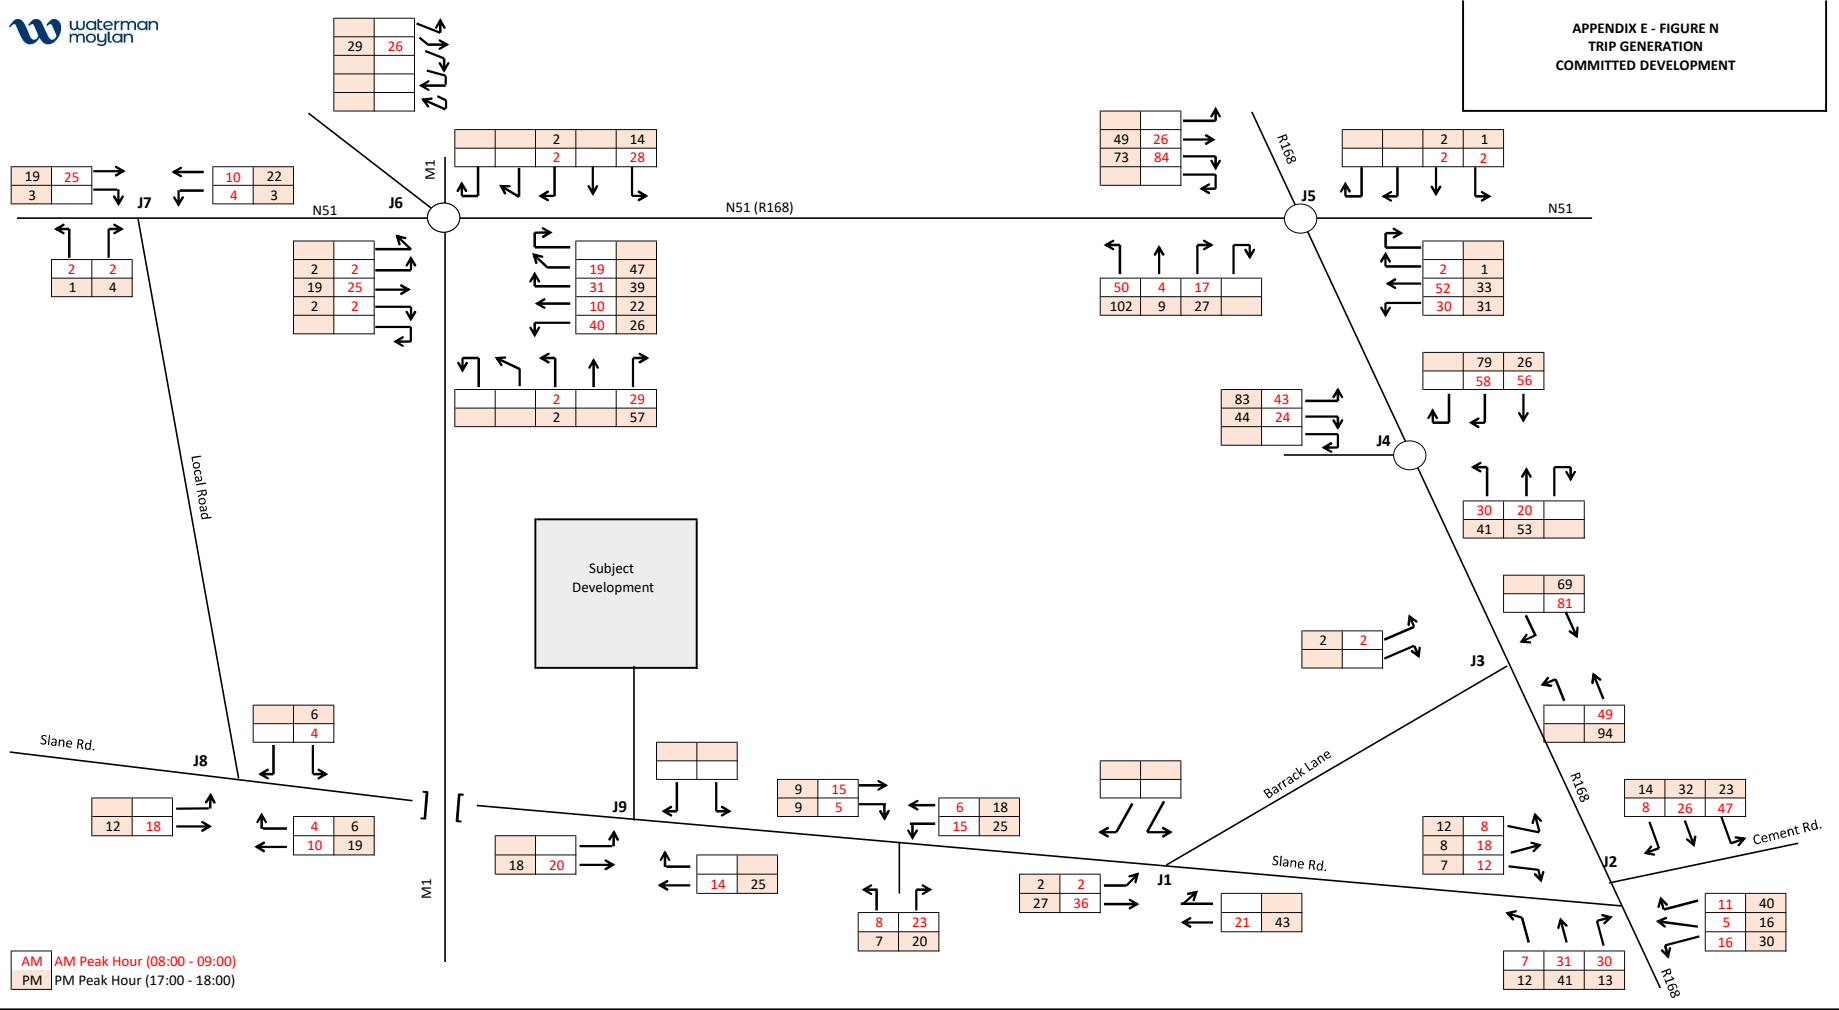 waterman
moylan
APPENDIX E - FIGURE N
TRIP GENERATION
COMMITTED DEVELOPMENT
29 26
2 14
2 28
M1
49 26
73 84
R168
2 1
2 2
19 25
3
10 22
4 3
J7
N51
J6
N51 (R168)
J5
N51
2 2
1 4
2 2
19 25
2 2
19 47
31 39
10 22
40 26
50 4 17
102 9 27
2 1
52 33
30 31
2 29
2 57
79 26
58 56
83 43
44 24
J4
Local Road
30 20
41 53
Subject
Development
69
81
2 2
J3
49
94
6
4
Slane Rd.
J8
12 18
4 6
10 19
]
[
J9
18 20
14 25
9 15
9 5
6 18
15 25
8 23
7 20
Barrack Lane
J1
2 2
27 36
21 43
Slane Rd.
R168
14 32 23
8 26 47
Cement Rd.
12 8
8 18
7 12
J2
11 40
5 16
16 30
7 31 30
12 41 13
R168
M1
AM AM Peak Hour (08:00 - 09:00)
PM PM Peak Hour (17:00 - 18:00)